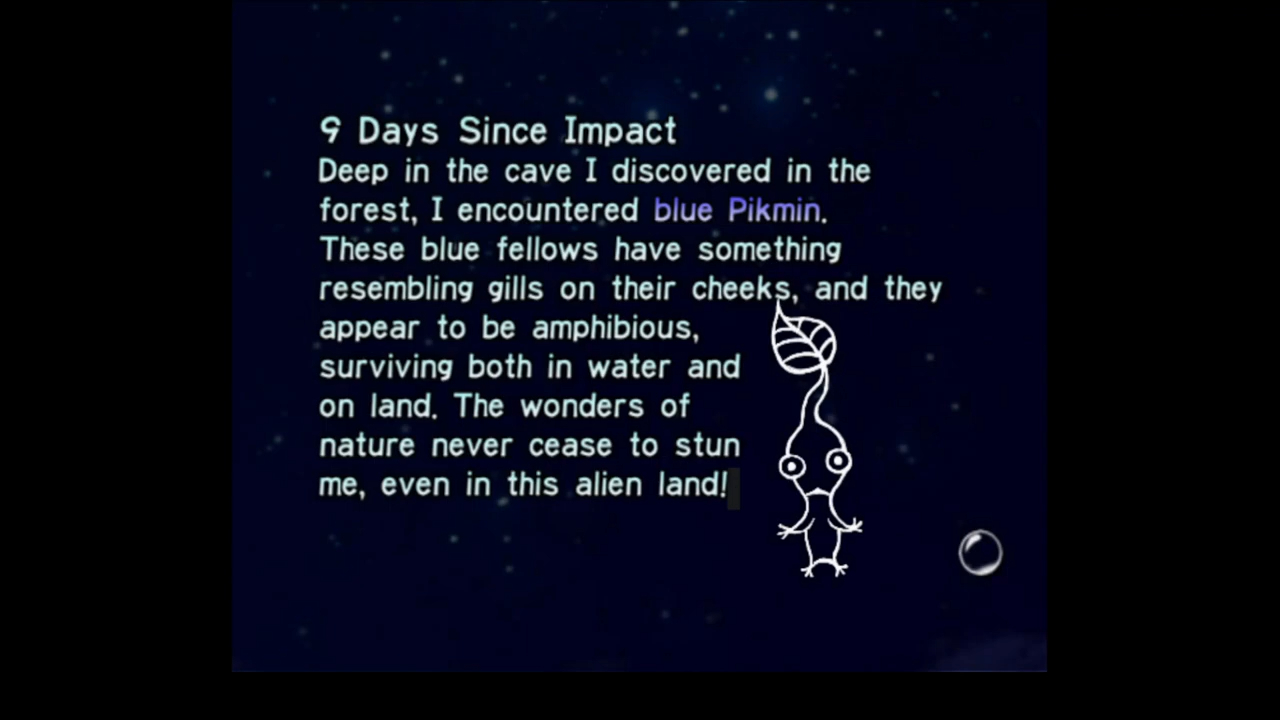 9 Days Since Impact
Deep in the cave I discovered in the
forest, I encountered blue Pikmin.
These blue fellows have something
resembling gills on their cheeks, and they
appear to be amphibious,
surviving both in water and
on land. The wonders of
nature never cease to stun
me, even in this alien land!